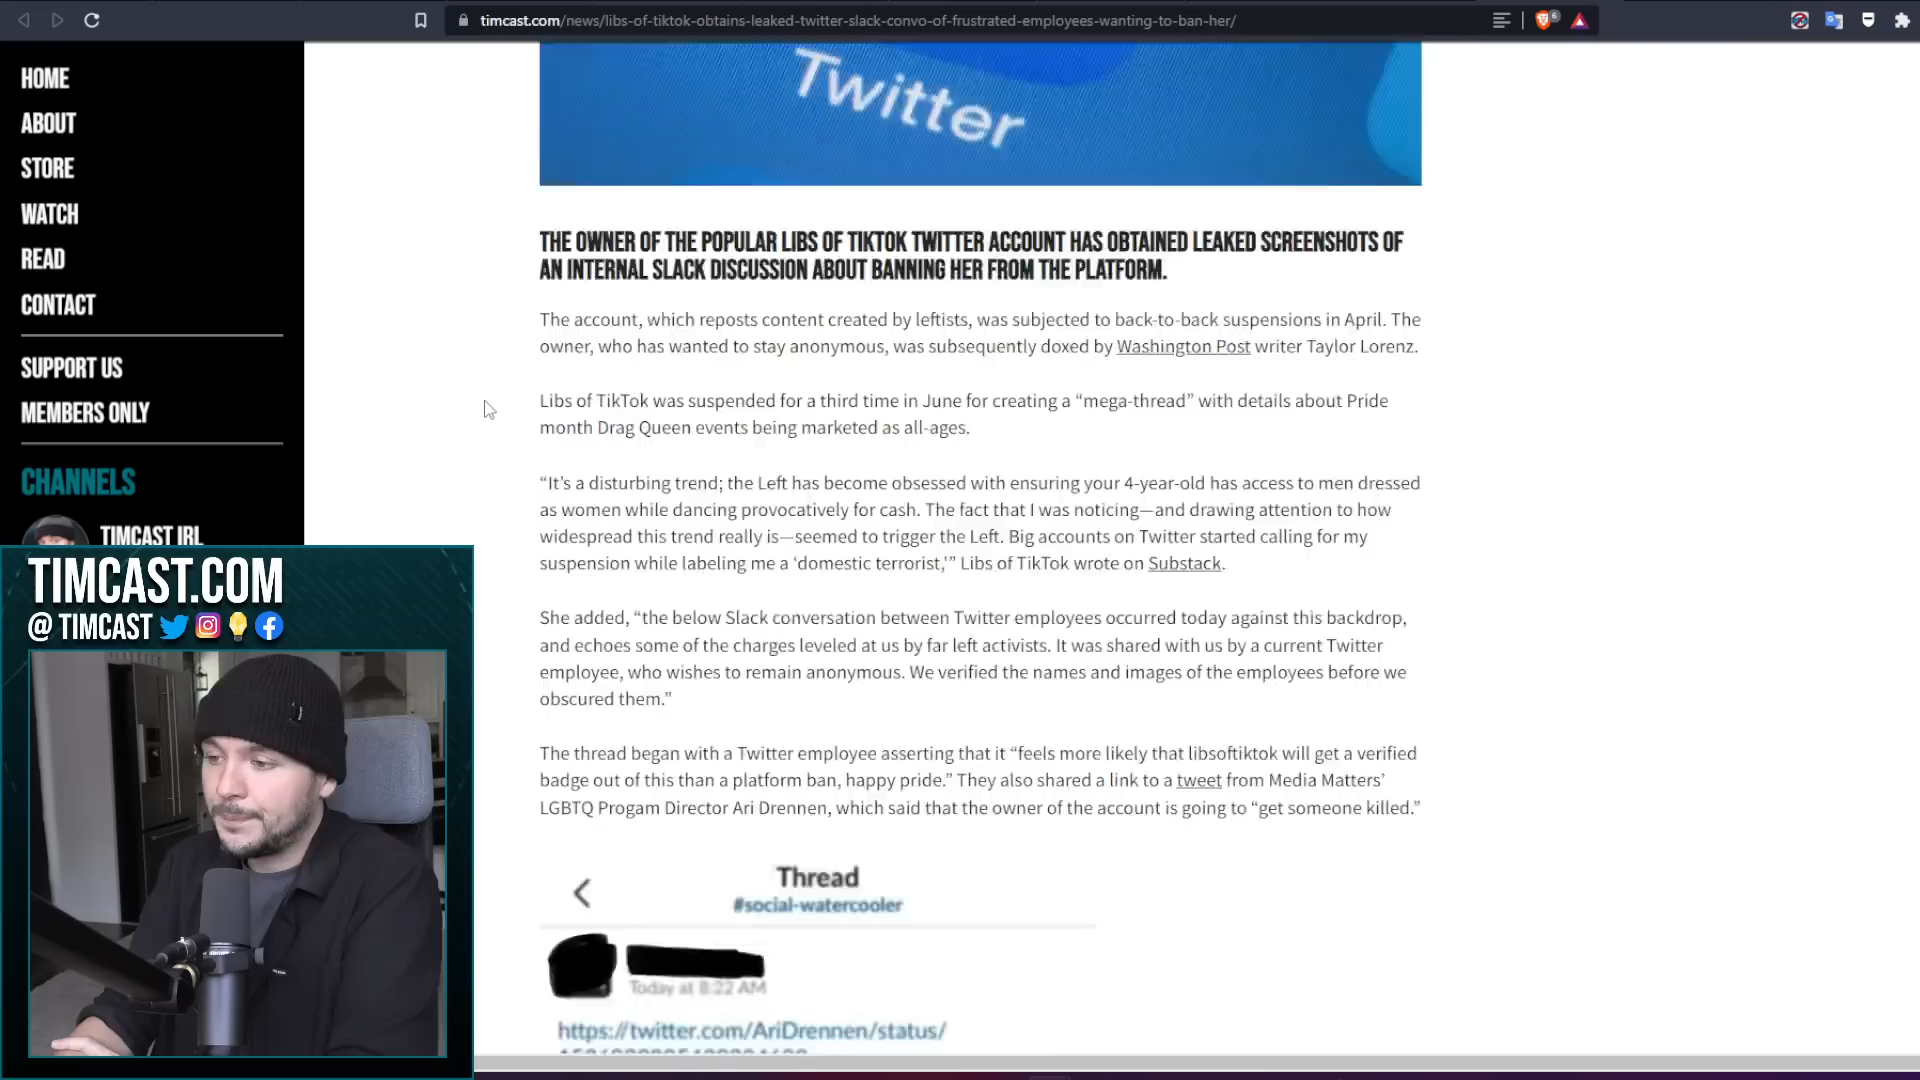 timcast.com/news/libs-of-tiktok-obtains-leaked-twitter-slack-convo-of-frustrated-employees-wanting-to-ban-her/
6
HOME
ABOUT
STORE
WATCH
READ
CONTACT
SUPPORT US
MEMBERS ONLY
CHANNELS
TIMCAST IRL
TIMCAST.COM
@ TIMCAST
Twitter
THE OWNER OF THE POPULAR LIBS OF TIKTOK TWITTER ACCOUNT HAS OBTAINED LEAKED SCREENSHOTS OF
AN INTERNAL SLACK DISCUSSION ABOUT BANNING HER FROM THE PLATFORM.
The account, which reposts content created by leftists, was subjected to back-to-back suspensions in April. The
owner, who has wanted to stay anonymous, was subsequently doxed by Washington Post writer Taylor Lorenz.
Libs of TikTok was suspended for a third time in June for creating a “mega-thread” with details about Pride
month Drag Queen events being marketed as all-ages.
“It’s a disturbing trend; the Left has become obsessed with ensuring your 4-year-old has access to men dressed
as women while dancing provocatively for cash. The fact that I was noticing—and drawing attention to how
widespread this trend really is—seemed to trigger the Left. Big accounts on Twitter started calling for my
suspension while labeling me a ‘domestic terrorist,’” Libs of TikTok wrote on Substack.
She added, “the below Slack conversation between Twitter employees occurred today against this backdrop,
and echoes some of the charges leveled at us by far left activists. It was shared with us by a current Twitter
employee, who wishes to remain anonymous. We verified the names and images of the employees before we
obscured them.”
The thread began with a Twitter employee asserting that it “feels more likely that libsoftiktok will get a verified
badge out of this than a platform ban, happy pride.” They also shared a link to a tweet from Media Matters’
LGBTQ Progam Director Ari Drennen, which said that the owner of the account is going to “get someone killed.”
Thread
#social-watercooler
Today at 8:22 AM
https://twitter.com/AriDrennen/status/